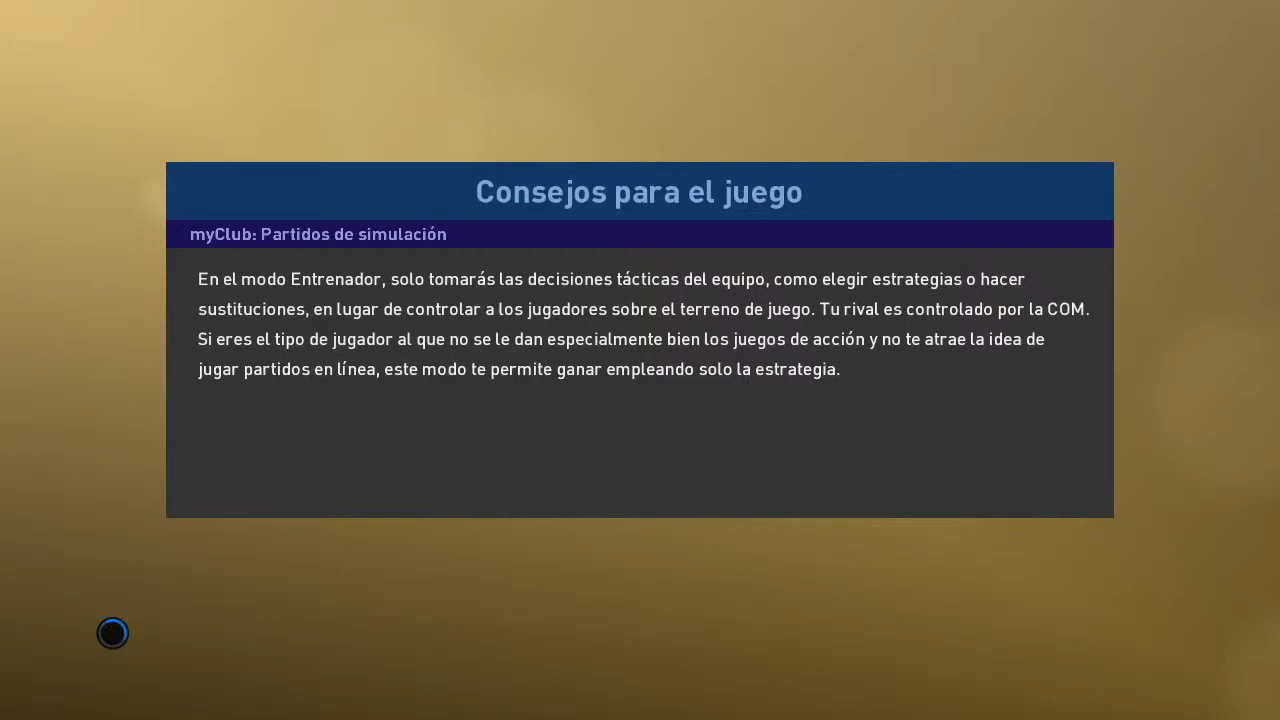 Consejos para el juego
myClub: Partidos de simulación
En el modo Entrenador, solo tomarás las decisiones tácticas del equipo, como elegir estrategias o hacer
sustituciones, en lugar de controlar a los jugadores sobre el terreno de juego. Tu rival es controlado por la COM.
Si eres el tipo de jugador al que no se le dan especialmente bien los juegos de acción y no te atrae la idea de
jugar partidos en línea, este modo te permite ganar empleando solo la estrategia.